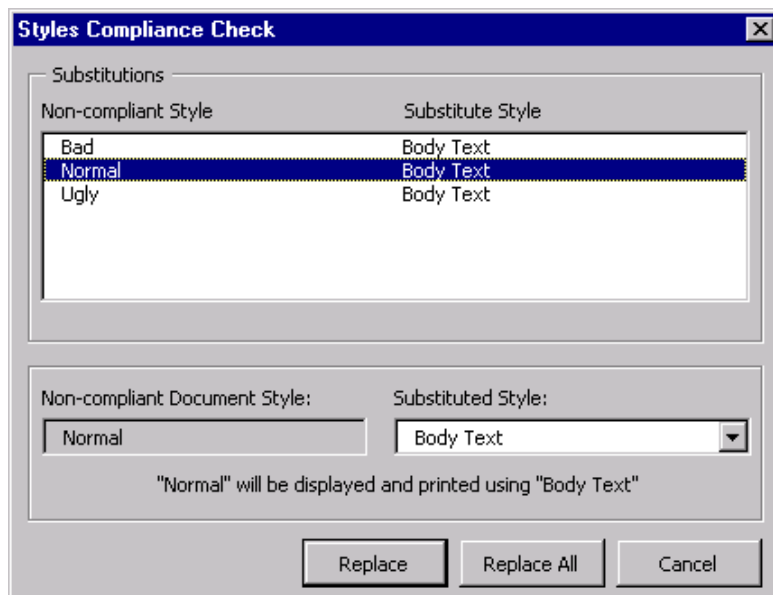 Styles Compliance Check
Substitutions
Non-compliant Style Substitute Style
Bad Body Text
Normal Body Text
Ugly Body Text
Non-compliant Document Style: Substituted Style:
Normal Body Text
"Normal" will be displayed and printed using "Body Text"
Replace Replace All Cancel